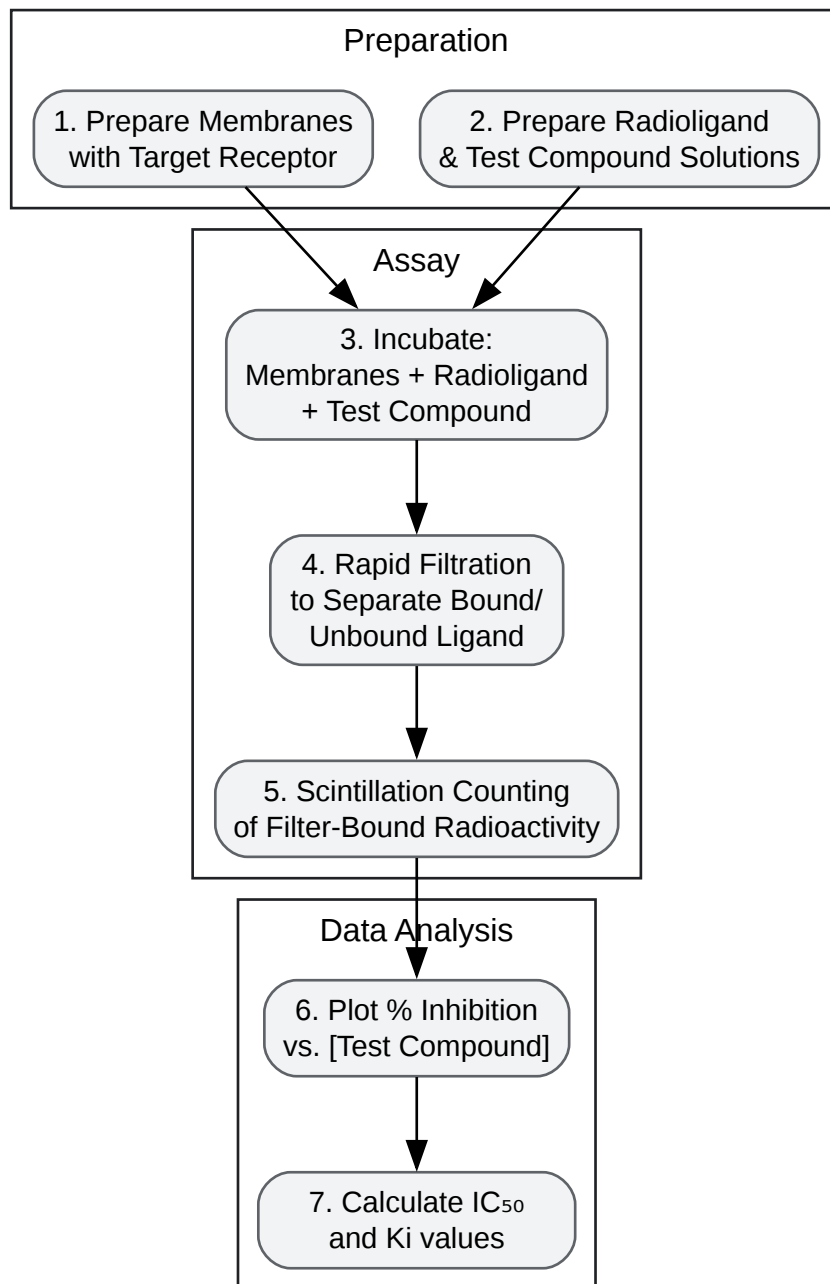 Preparation
1. Prepare Membranes
with Target Receptor
2. Prepare Radioligand
& Test Compound Solutions
Assay
3. Incubate:
Membranes + Radioligand
+ Test Compound
4. Rapid Filtration
to Separate Bound/
Unbound Ligand
5. Scintillation Counting
of Filter-Bound Radioactivity
Data Analysis
6. Plot % Inhibition
vs. [Test Compound]
7. Calculate IC₅₀
and Ki values